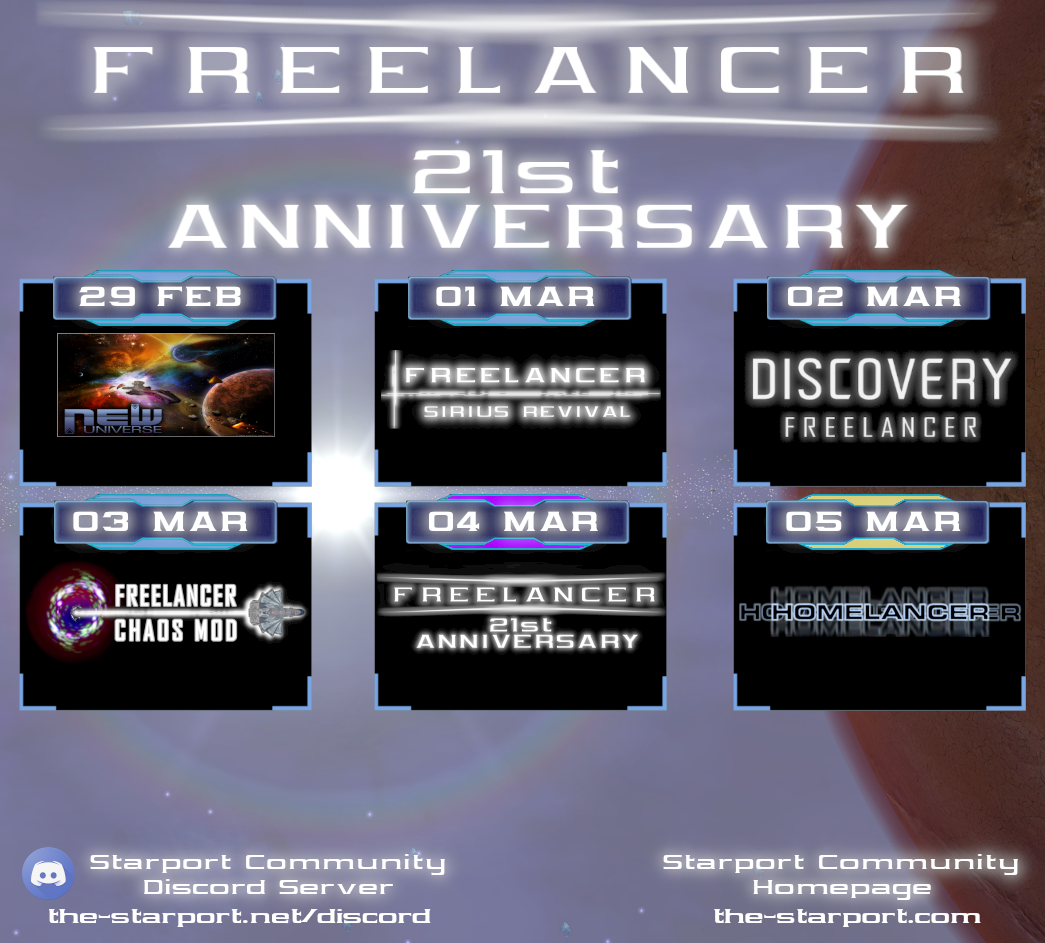 FREELANCER
21st
ANNIVERSARY
29 FEB
NEW
UNIVERSE
01 MAR
FREELANCER
SIRIUS REVIVAL
02 MAR
DISCOVERY
FREELANCER
03 MAR
FREELANCER
CHAOS MOD
04 MAR
FREELANCER
21st
ANNIVERSARY
05 MAR
HOMELANCER
Starport Community
Discord Server
the-starport.net/discord
Starport Community
Homepage
the-starport.com